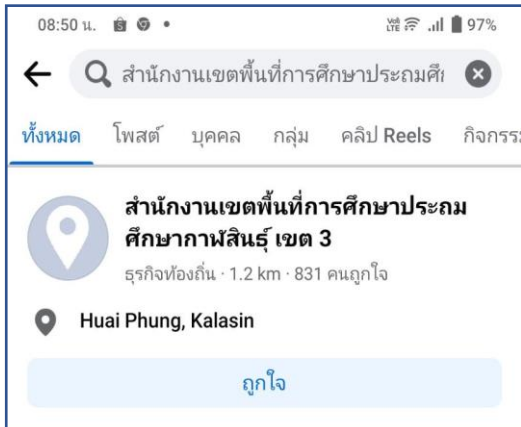 08:50 น. 97%
สำนักงานเขตพื้นที่การศึกษาประถมศึ
ทั้งหมด โพสต์ บุคคล กลุ่ม คลิป Reels กิจกรร
สำนักงานเขตพื้นที่การศึกษาประถม
ศึกษากาฬสินธุ์ เขต 3
ธุรกิจท้องถิ่น · 1.2 km · 831 คนถูกใจ
Huai Phung, Kalasin
ถูกใจ